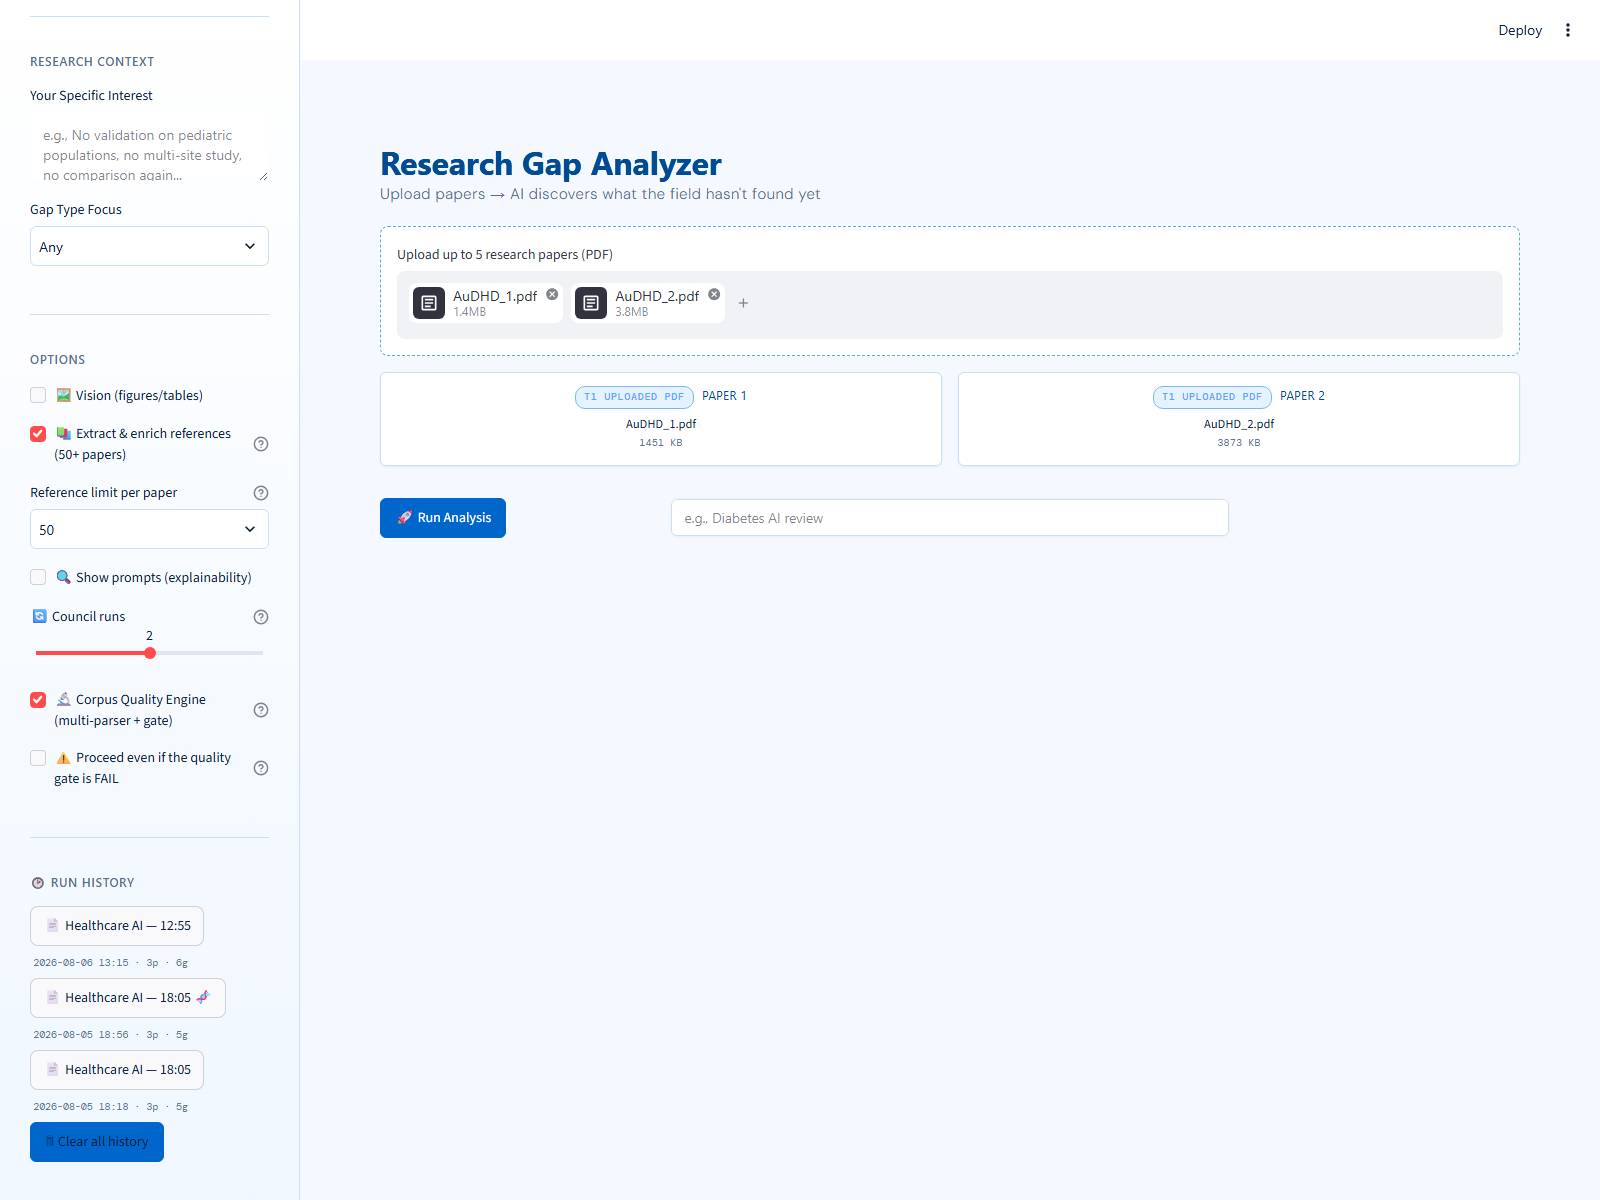 RESEARCH CONTEXT
Your Specific Interest
e.g., No validation on pediatric
populations, no multi-site study,
no comparison again...
Gap Type Focus
Any
OPTIONS
Vision (figures/tables)
Extract & enrich references
(50+ papers)
Reference limit per paper
50
Show prompts (explainability)
Council runs
2
Corpus Quality Engine
(multi-parser + gate)
Proceed even if the quality
gate is FAIL
RUN HISTORY
Healthcare AI — 12:55
2026-08-06 13:15 · 3p · 6g
Healthcare AI — 18:05
2026-08-05 18:56 · 3p · 5g
Healthcare AI — 18:05
2026-08-05 18:18 · 3p · 5g
Clear all history
Deploy
Research Gap Analyzer
Upload papers → AI discovers what the field hasn't found yet
Upload up to 5 research papers (PDF)
AuDHD_1.pdf
1.4MB
AuDHD_2.pdf
3.8MB
T1 UPLOADED PDF PAPER 1
AuDHD_1.pdf
1451 KB
T1 UPLOADED PDF PAPER 2
AuDHD_2.pdf
3873 KB
Run Analysis
e.g., Diabetes AI review